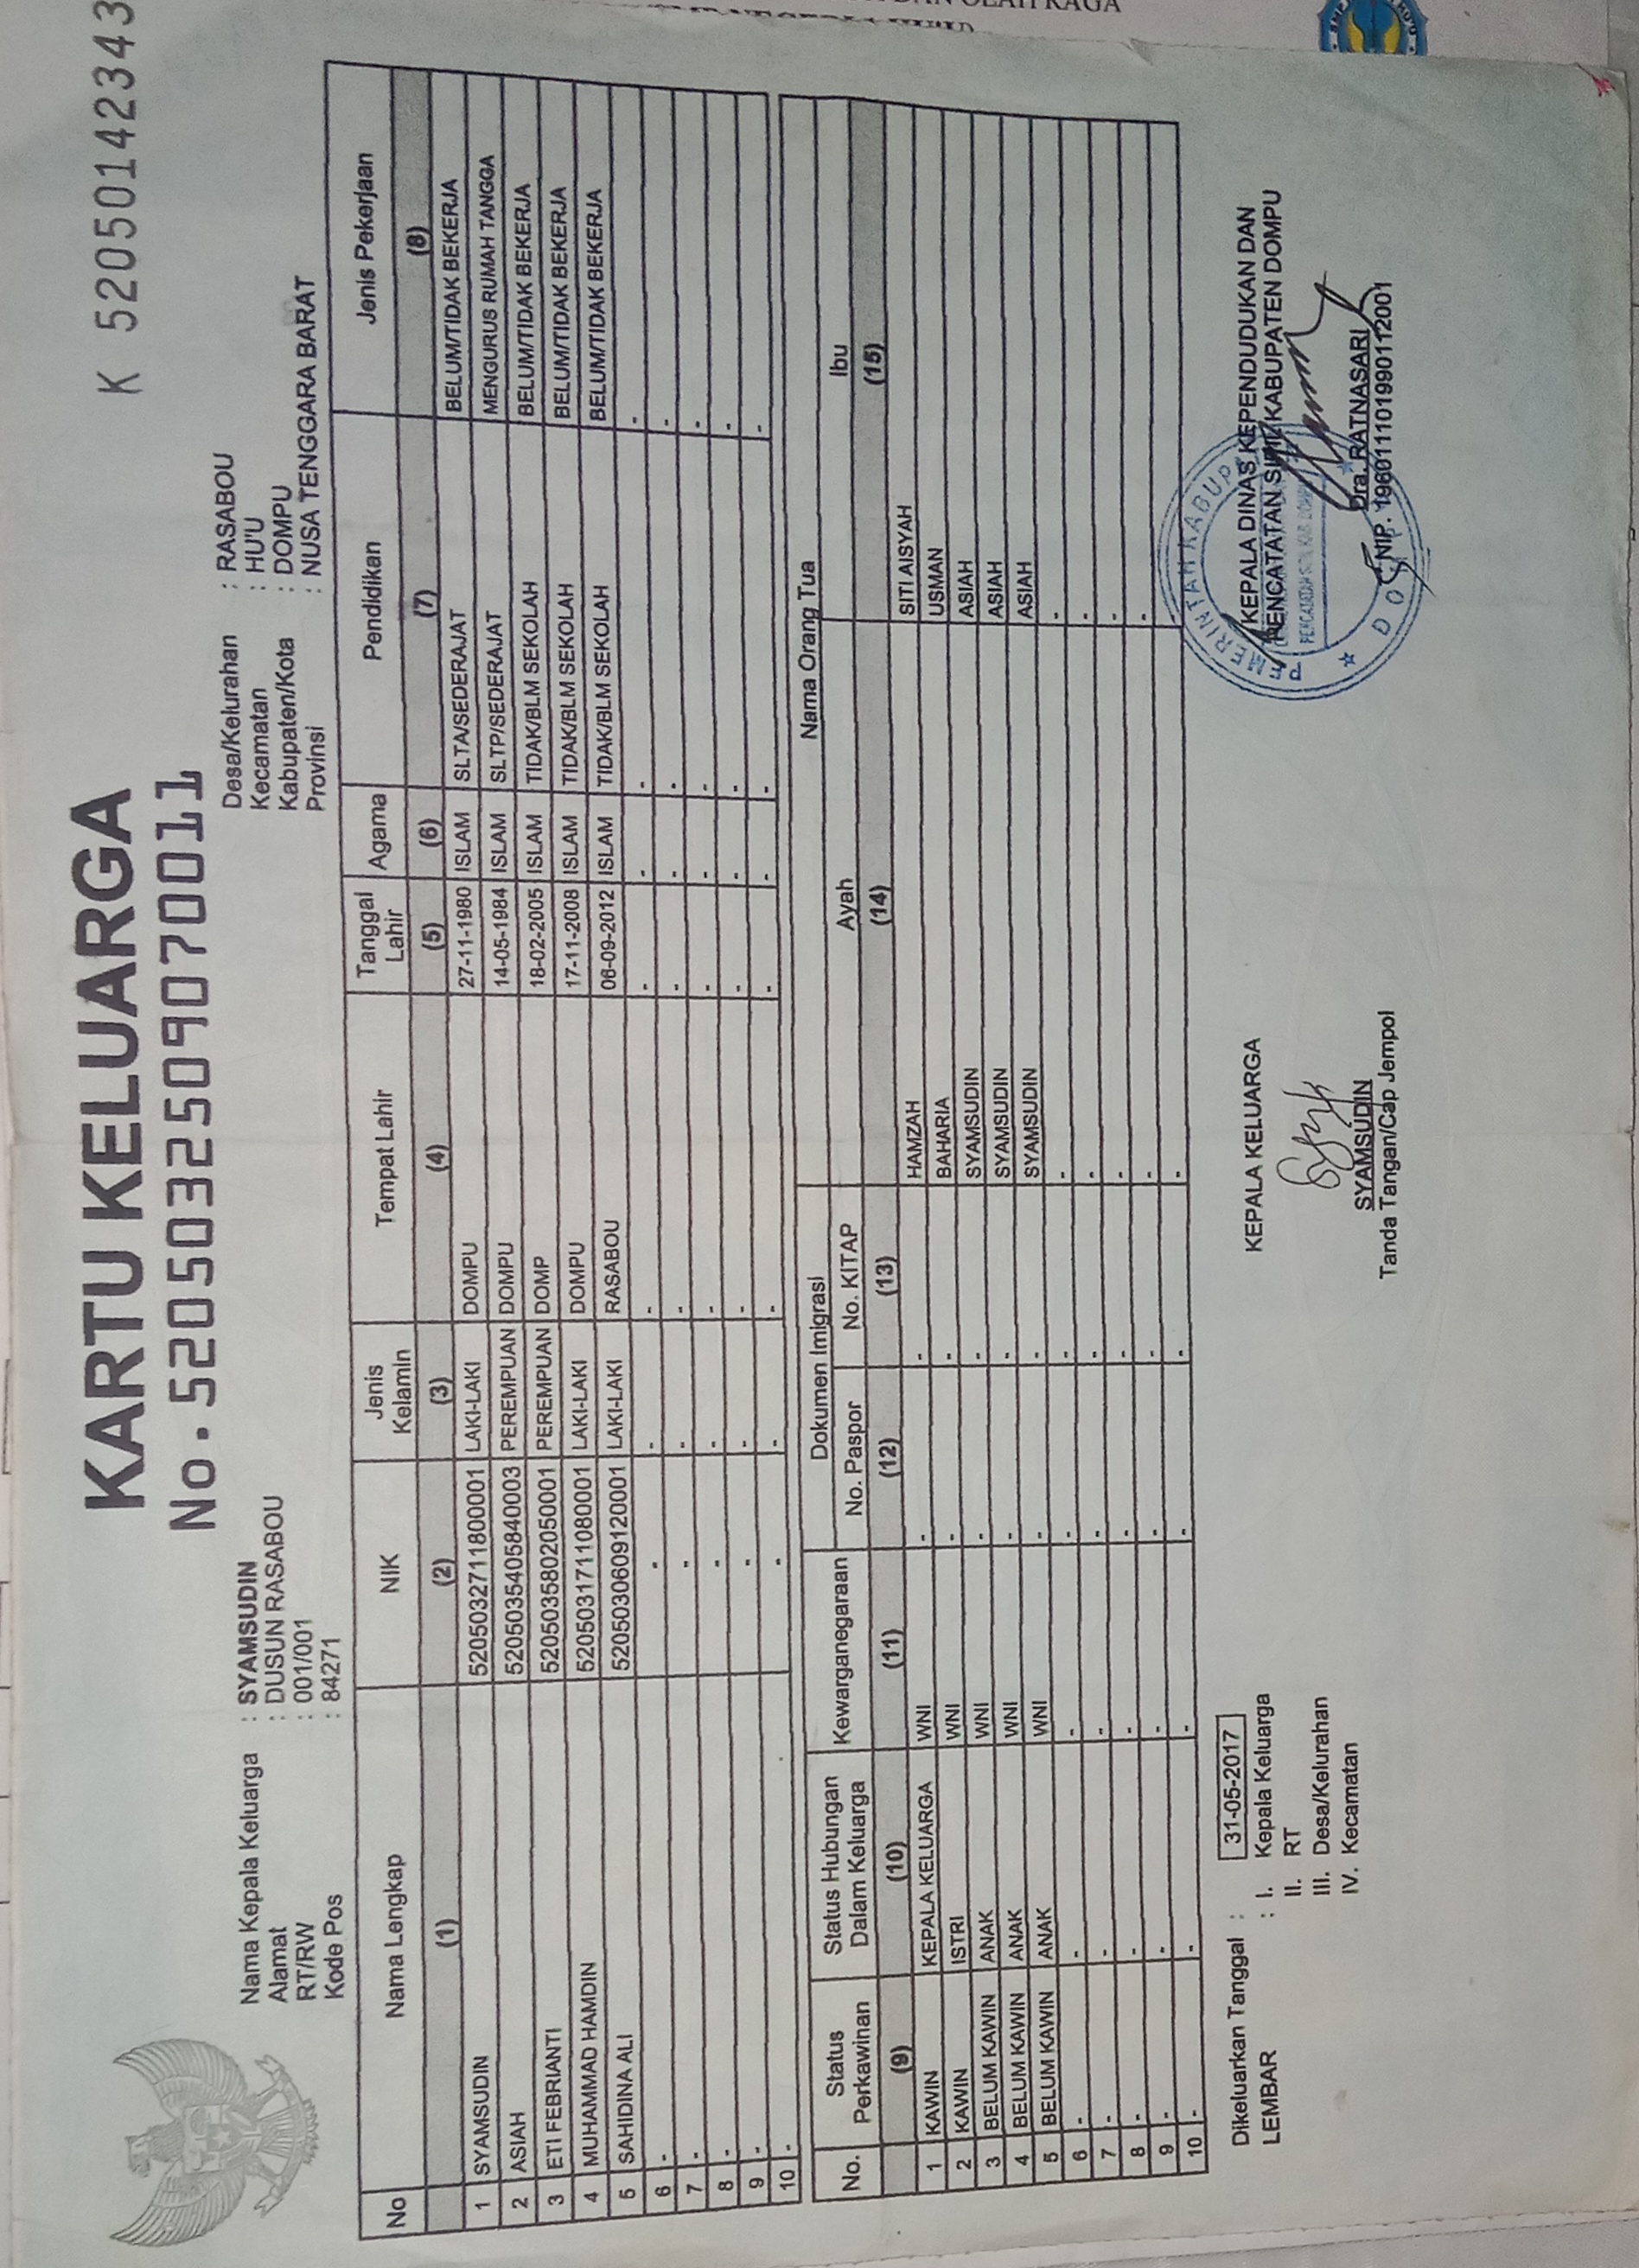 DAN OLAHRAGA
K 52050142343
KARTU KELUARGA
No.5205032509070011
Nama Kepala Keluarga : SYAMSUDIN
Alamat : DUSUN RASABOU
RT/RW : 001/001
Kode Pos : 84271
Desa/Kelurahan : RASABOU
Kecamatan : HU'U
Kabupaten/Kota : DOMPU
Provinsi : NUSA TENGGARA BARAT
No Nama Lengkap NIK Jenis Kelamin Tempat Lahir Tanggal Lahir Agama Pendidikan Jenis Pekerjaan
(1) (2) (3) (4) (5) (6) (7) (8)
1 SYAMSUDIN 5205032711800001 LAKI-LAKI DOMPU 27-11-1980 ISLAM SLTA/SEDERAJAT BELUM/TIDAK BEKERJA
2 ASIAH 5205035405840003 PEREMPUAN DOMPU 14-05-1984 ISLAM SLTP/SEDERAJAT MENGURUS RUMAH TANGGA
3 ETI FEBRIANTI 5205035802050001 PEREMPUAN DOMP 18-02-2005 ISLAM TIDAK/BLM SEKOLAH BELUM/TIDAK BEKERJA
4 MUHAMMAD HAMDIN 5205031711080001 LAKI-LAKI DOMPU 17-11-2008 ISLAM TIDAK/BLM SEKOLAH BELUM/TIDAK BEKERJA
5 SAHIDINA ALI 5205030609120001 LAKI-LAKI RASABOU 06-09-2012 ISLAM TIDAK/BLM SEKOLAH BELUM/TIDAK BEKERJA
6 - - - - - - - -
7 - - - - - - - -
8 - - - - - - - -
9 - - - - - - - -
10 - - - - - - - -
No. Status Perkawinan Status Hubungan Dalam Keluarga Kewarganegaraan Dokumen Imigrasi Nama Orang Tua
No. Paspor No. KITAP Ayah Ibu
(9) (10) (11) (12) (13) (14) (15)
1 KAWIN KEPALA KELUARGA WNI - - HAMZAH SITI AISYAH
2 KAWIN ISTRI WNI - - BAHARIA USMAN
3 BELUM KAWIN ANAK WNI - - SYAMSUDIN ASIAH
4 BELUM KAWIN ANAK WNI - - SYAMSUDIN ASIAH
5 BELUM KAWIN ANAK WNI - - SYAMSUDIN ASIAH
6 - - - - - - -
7 - - - - - - -
8 - - - - - - -
9 - - - - - - -
10 - - - - - -
Dikeluarkan Tanggal : 31-05-2017
LEMBAR : I. Kepala Keluarga
II. RT
III. Desa/Kelurahan
IV. Kecamatan
KEPALA KELUARGA
SYAMSUDIN
Tanda Tangan/Cap Jempol
KEPALA DINAS KEPENDUDUKAN DAN
PENCATATAN SIPIL KABUPATEN DOMPU
PEMERINTAH KABUP
Dra. RATNASARI
NIP. 196011101990112001